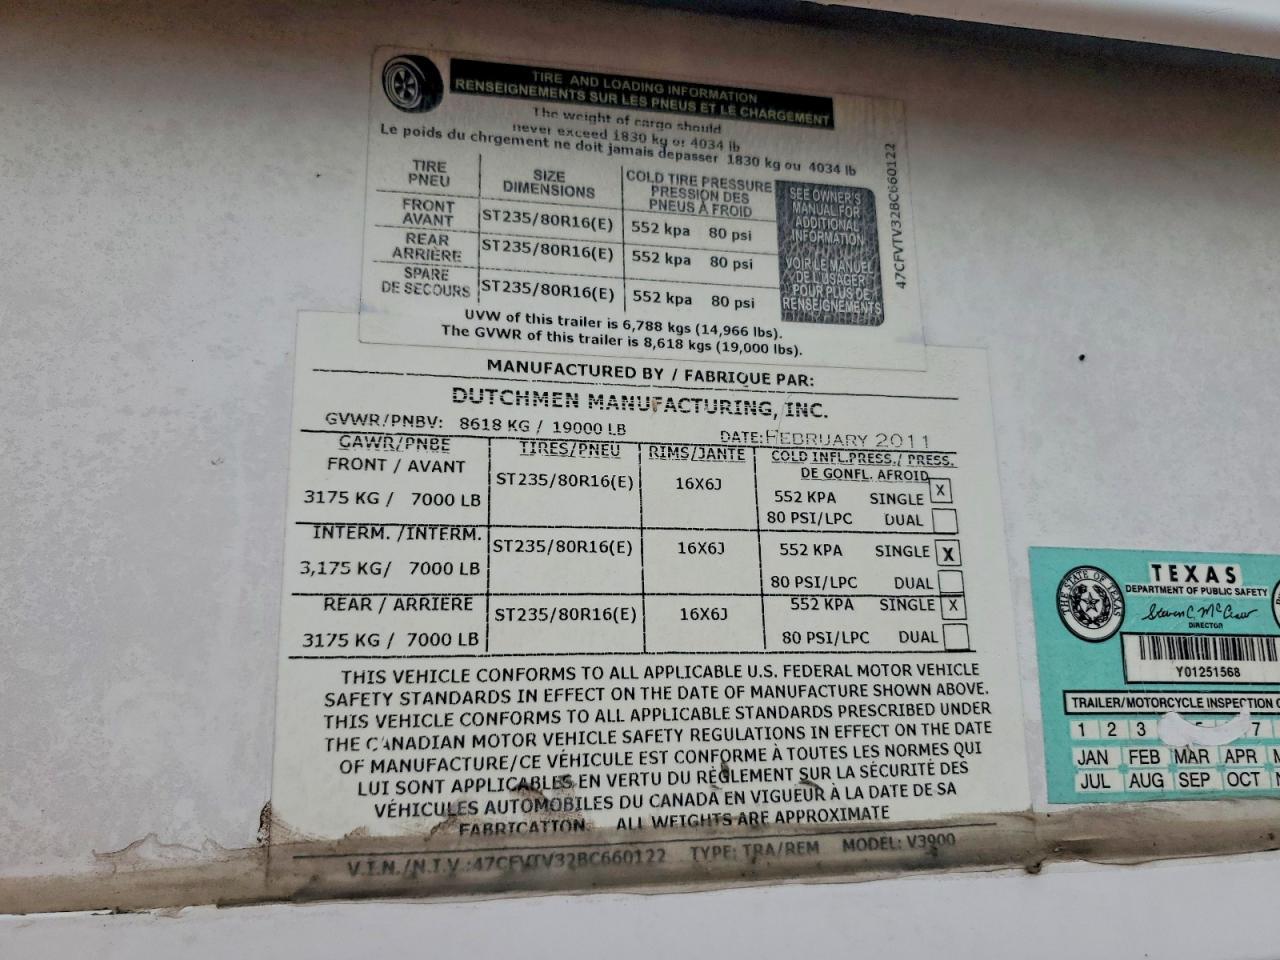 TIRE AND LOADING INFORMATION
RENSEIGNEMENTS SUR LES PNEUS ET LE CHARGEMENT
The weight of cargo should
never exceed 1830 kg or 4034 lb
Le poids du chrgement ne doit jamais depasser 1830 kg ou 4034 lb
TIRE PNEU SIZE DIMENSIONS COLD TIRE PRESSURE PRESSION DES PNEUS À FROID
FRONT AVANT ST235/80R16(E) 552 kpa 80 psi
REAR ARRIÈRE ST235/80R16(E) 552 kpa 80 psi
SPARE DE SECOURS ST235/80R16(E) 552 kpa 80 psi
SEE OWNER'S
MANUAL FOR
ADDITIONAL
INFORMATION
VOIR LE MANUEL
DE L'USAGER
POUR PLUS DE
RENSEIGNEMENTS
47CFVTV32BC660122
UVW of this trailer is 6,788 kgs (14,966 lbs).
The GVWR of this trailer is 8,618 kgs (19,000 lbs).
MANUFACTURED BY / FABRIQUE PAR:
DUTCHMEN MANUFACTURING, INC.
GVWR/PNBV: 8618 KG / 19000 LB DATE: FEBRUARY 2011
GAWR/PNBE TIRES/PNEU RIMS/JANTE COLD INFL.PRESS./ PRESS.
DE GONFL. AFROID
FRONT / AVANT ST235/80R16(E) 16X6J
3175 KG / 7000 LB 552 KPA SINGLE X
80 PSI/LPC DUAL
INTERM. /INTERM. ST235/80R16(E) 16X6J 552 KPA SINGLE X
3,175 KG/ 7000 LB 80 PSI/LPC DUAL
REAR / ARRIERE ST235/80R16(E) 16X6J 552 KPA SINGLE X
3175 KG / 7000 LB 80 PSI/LPC DUAL
THIS VEHICLE CONFORMS TO ALL APPLICABLE U.S. FEDERAL MOTOR VEHICLE
SAFETY STANDARDS IN EFFECT ON THE DATE OF MANUFACTURE SHOWN ABOVE.
THIS VEHICLE CONFORMS TO ALL APPLICABLE STANDARDS PRESCRIBED UNDER
THE CANADIAN MOTOR VEHICLE SAFETY REGULATIONS IN EFFECT ON THE DATE
OF MANUFACTURE/CE VÉHICULE EST CONFORME À TOUTES LES NORMES QUI
LUI SONT APPLICABLES EN VERTU DU RÉGLEMENT SUR LA SÉCURITÉ DES
VÉHICULES AUTOMOBILES DU CANADA EN VIGUEUR À LA DATE DE SA
FABRICATION. ALL WEIGHTS ARE APPROXIMATE
V.I.N./N.I.V.:47CFVTV32BC660122 TYPE: TRA/REM MODEL: V3900
THE STATE OF TEXAS
TEXAS
DEPARTMENT OF PUBLIC SAFETY
Steven C. McCraw
DIRECTOR
Y01251568
TRAILER/MOTORCYCLE INSPECTION
1 2 3 5 7
JAN FEB MAR APR
JUL AUG SEP OCT